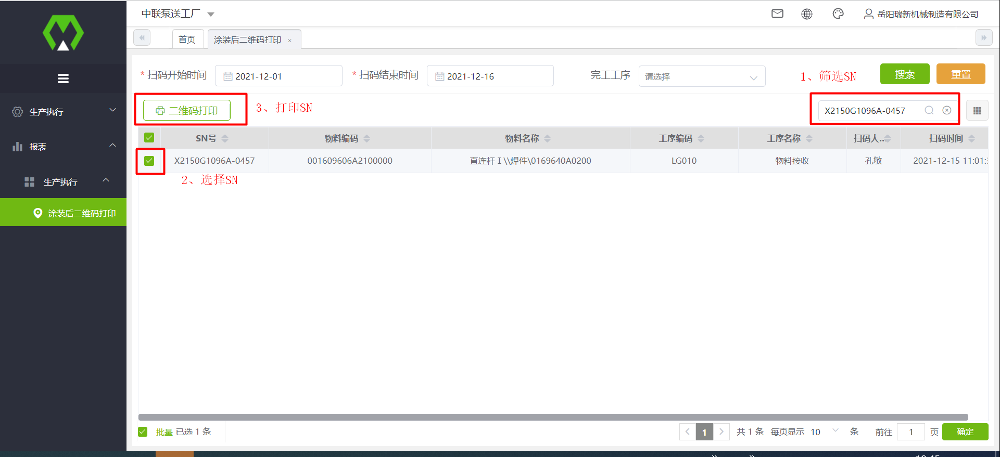 中联泵送工厂
岳阳瑞新机械制造有限公司
首页
涂装后二维码打印 ×
生产执行
报表
生产执行
涂装后二维码打印
* 扫码开始时间 2021-12-01 * 扫码结束时间 2021-12-16 完工工序 请选择 1、筛选SN 搜索 重置
二维码打印 3、打印SN X2150G1096A-0457
SN号 物料编码 物料名称 工序编码 工序名称 扫码人... 扫码时间
X2150G1096A-0457 001609606A2100000 直连杆Ⅰ\\焊件\0169640A0200 LG010 物料接收 孔敏 2021-12-15 11:01:
2、选择SN
批量 已选 1 条 1 共 1 条 每页显示 10 条 前往 1 页 确定